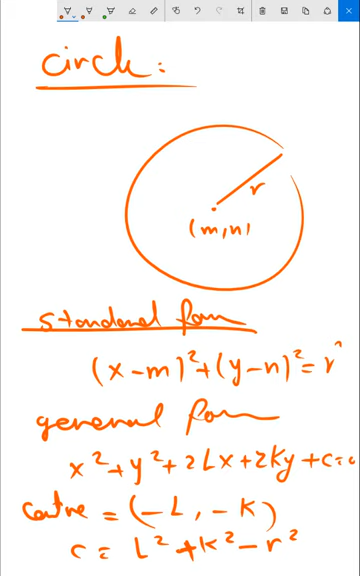 circle:
r
(m,n)
standard form
(x-m)²+(y-n)²=r²
general form
x²+y²+2Lx+2Ky+c=0
centre = (-L, -K)
c = L²+K²-r²